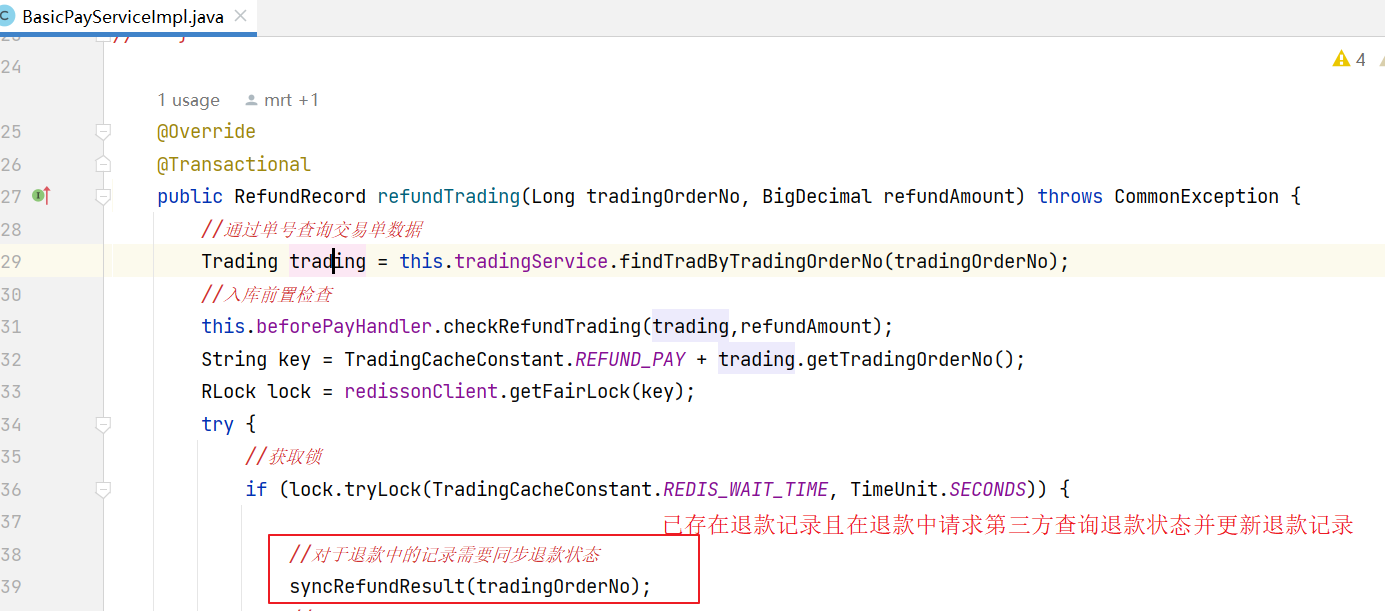 BasicPayServiceImpl.java
24
4
1 usage mrt +1
25 @Override
26 @Transactional
27 public RefundRecord refundTrading(Long tradingOrderNo, BigDecimal refundAmount) throws CommonException {
28 //通过单号查询交易单数据
29 Trading trading = this.tradingService.findTradByTradingOrderNo(tradingOrderNo);
30 //入库前置检查
31 this.beforePayHandler.checkRefundTrading(trading,refundAmount);
32 String key = TradingCacheConstant.REFUND_PAY + trading.getTradingOrderNo();
33 RLock lock = redissonClient.getFairLock(key);
34 try {
35 //获取锁
36 if (lock.tryLock(TradingCacheConstant.REDIS_WAIT_TIME, TimeUnit.SECONDS)) {
37 已存在退款记录且在退款中请求第三方查询退款状态并更新退款记录
38 //对于退款中的记录需要同步退款状态
39 syncRefundResult(tradingOrderNo);